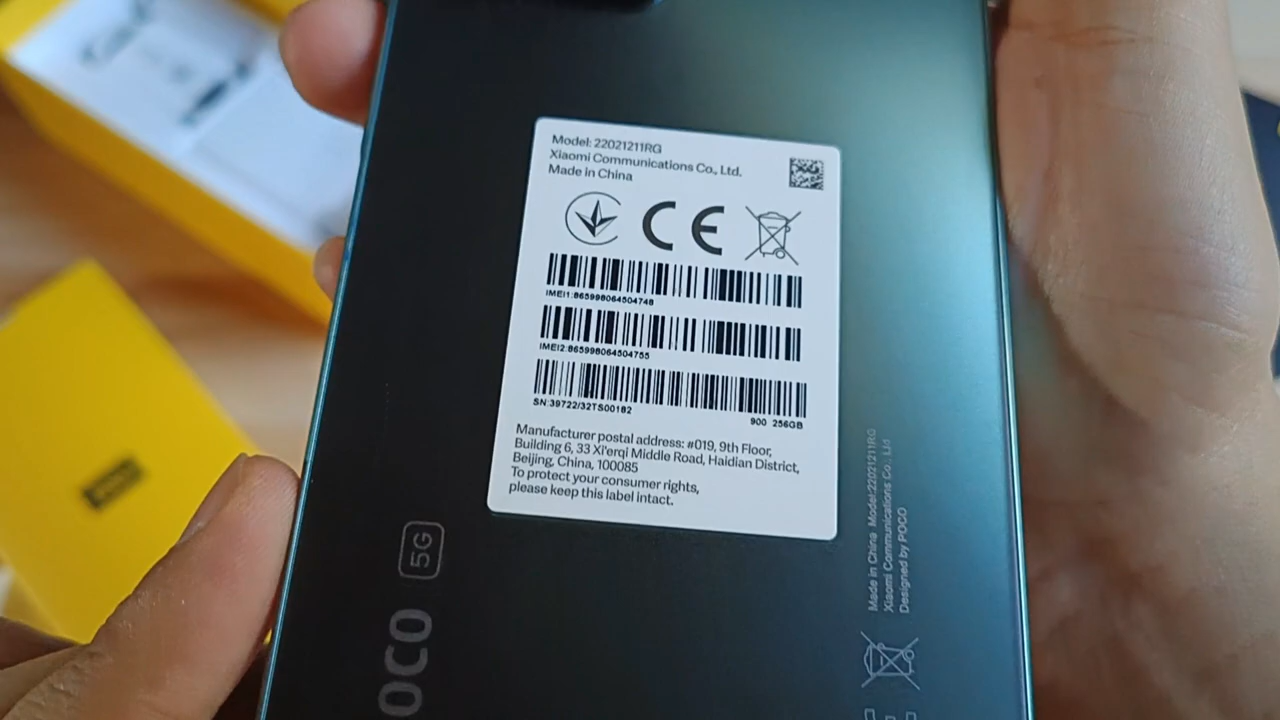 Model: 22021211RG
Xiaomi Communications Co., Ltd.
Made in China
CE
IMEI1:865998064504748
IMEI2:865998064504755
SN:39722/32TS00182
900 256GB
Manufacturer postal address: #019, 9th Floor,
Building 6, 33 Xi'erqi Middle Road, Haidian District,
Beijing, China, 100085
To protect your consumer rights,
please keep this label intact.
OCO 5G
Made in China Model:22021211RG
Xiaomi Communications Co., Ltd
Designed by POCO